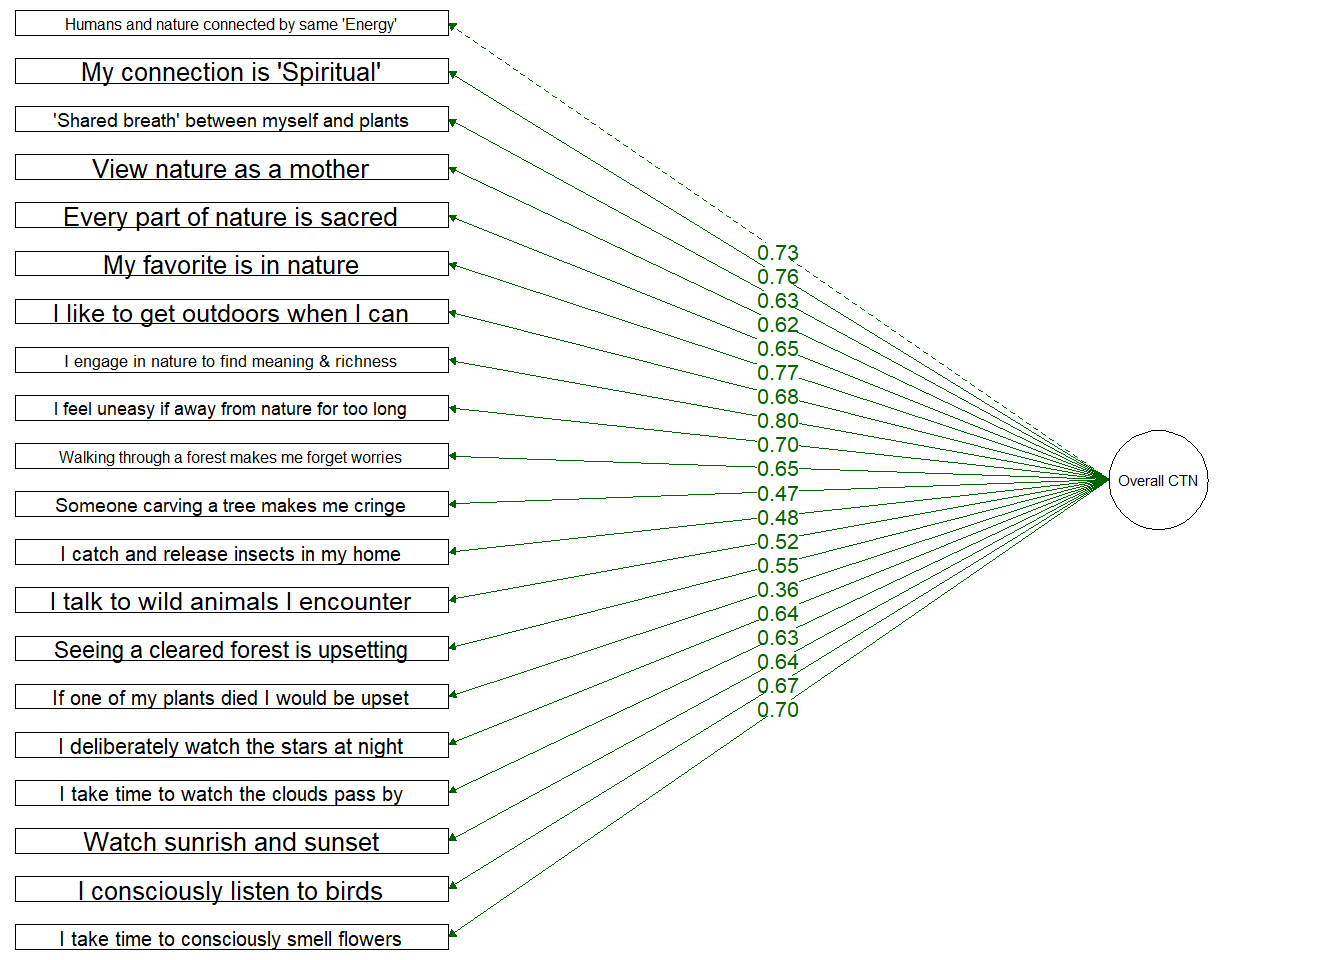 Humans and nature connected by same 'Energy'
My connection is 'Spiritual'
'Shared breath' between myself and plants
View nature as a mother
Every part of nature is sacred
My favorite is in nature
I like to get outdoors when I can
I engage in nature to find meaning & richness
I feel uneasy if away from nature for too long
Walking through a forest makes me forget worries
Someone carving a tree makes me cringe
I catch and release insects in my home
I talk to wild animals I encounter
Seeing a cleared forest is upsetting
If one of my plants died I would be upset
I deliberately watch the stars at night
I take time to watch the clouds pass by
Watch sunrish and sunset
I consciously listen to birds
I take time to consciously smell flowers
0.73
0.76
0.63
0.62
0.65
0.77
0.68
0.80
0.70
0.65
0.47
0.48
0.52
0.55
0.36
0.64
0.63
0.64
0.67
0.70
Overall CTN